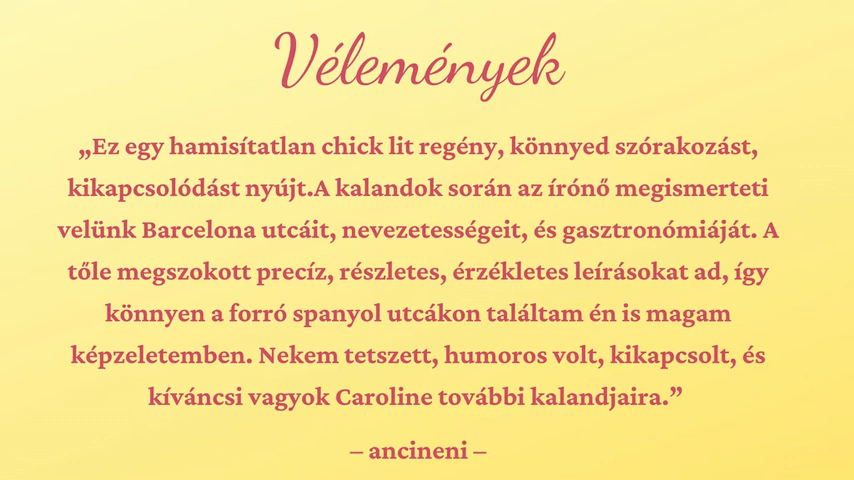 Vélemények
„Ez egy hamisítatlan chick lit regény, könnyed szórakozást,
kikapcsolódást nyújt.A kalandok során az írónő megismerteti
velünk Barcelona utcáit, nevezetességeit, és gasztronómiáját. A
tőle megszokott precíz, részletes, érzékletes leírásokat ad, így
könnyen a forró spanyol utcákon találtam én is magam
képzeletemben. Nekem tetszett, humoros volt, kikapcsolt, és
kíváncsi vagyok Caroline további kalandjaira.”
– ancineni –